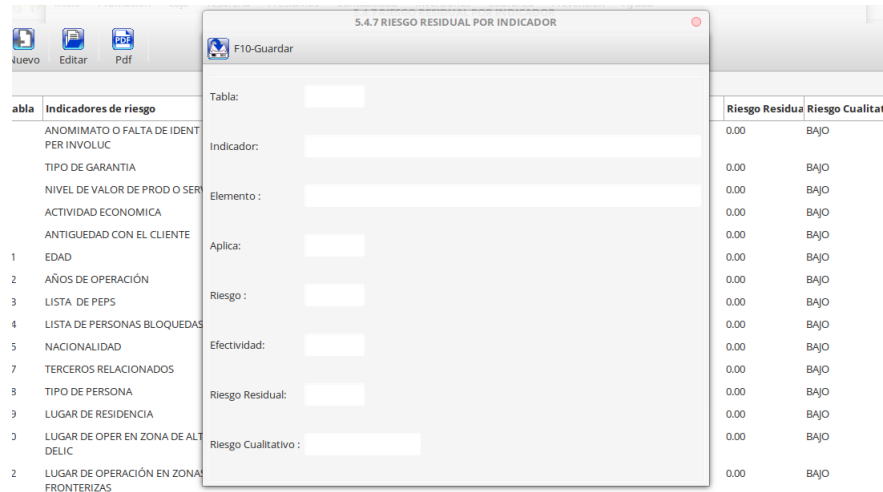 5.4.7 RIESGO RESIDUAL POR INDICADOR
F10-Guardar
Editar
Pdf
PDF
Tabla:
Indicador:
Elemento :
Aplica:
Riesgo :
Efectividad:
Riesgo Residual:
Riesgo Cualitativo :
abla Indicadores de riesgo Riesgo Residua Riesgo Cualitat
ANOMIMATO O FALTA DE IDENT 0.00 BAJO
PER INVOLUC
TIPO DE GARANTIA 0.00 BAJO
NIVEL DE VALOR DE PROD O SERV 0.00 BAJO
ACTIVIDAD ECONOMICA 0.00 BAJO
ANTIGUEDAD CON EL CLIENTE 0.00 BAJO
1 EDAD 0.00 BAJO
2 AÑOS DE OPERACIÓN 0.00 BAJO
3 LISTA DE PEPS 0.00 BAJO
4 LISTA DE PERSONAS BLOQUEDAS 0.00 BAJO
5 NACIONALIDAD 0.00 BAJO
7 TERCEROS RELACIONADOS 0.00 BAJO
8 TIPO DE PERSONA 0.00 BAJO
9 LUGAR DE RESIDENCIA 0.00 BAJO
0 LUGAR DE OPER EN ZONA DE ALT 0.00 BAJO
DELIC
2 LUGAR DE OPERACIÓN EN ZONAS 0.00 BAJO
FRONTERIZAS